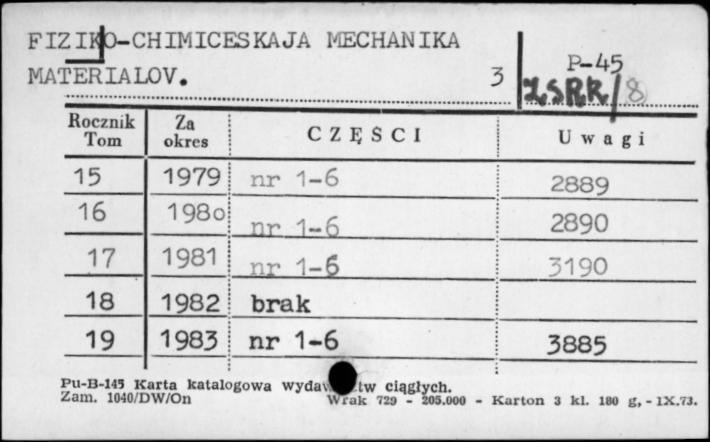 FIZIKO-CHIMICESKAJA MECHANIKA
MATERIALOV. 3
P-45
ZSRR/8
Rocznik Tom Za okres CZĘŚCI Uwagi
15 1979 nr 1-6 2889
16 1980 nr 1-6 2890
17 1981 nr 1-6 3190
18 1982 brak
19 1983 nr 1-6 3885
Pu-B-145 Karta katalogowa ciągłych.
Zam. 1040/DW/On Wrak 729 - 205.000 - Karton 3 kl. 180 g, - IX.73.